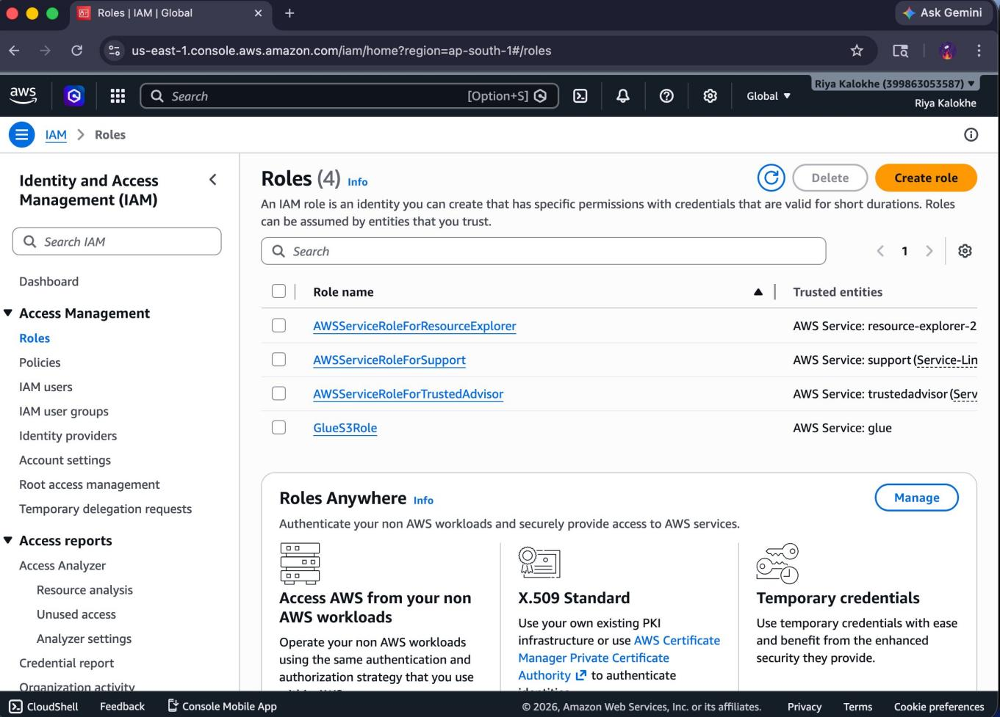 Roles | IAM | Global
Ask Gemini
us-east-1.console.aws.amazon.com/iam/home?region=ap-south-1#/roles
aws
Search
[Option+S]
Global
Riya Kalokhe (399863053587)
Riya Kalokhe
IAM
Roles
Identity and Access
Management (IAM)
Search IAM
Dashboard
Access Management
Roles
Policies
IAM users
IAM user groups
Identity providers
Account settings
Root access management
Temporary delegation requests
Access reports
Access Analyzer
Resource analysis
Unused access
Analyzer settings
Credential report
Organization activity
Roles (4) Info
Delete
Create role
An IAM role is an identity you can create that has specific permissions with credentials that are valid for short durations. Roles
can be assumed by entities that you trust.
Search
1
Role name
Trusted entities
AWSServiceRoleForResourceExplorer
AWS Service: resource-explorer-2
AWSServiceRoleForSupport
AWS Service: support (Service-Lin
AWSServiceRoleForTrustedAdvisor
AWS Service: trustedadvisor (Serv
GlueS3Role
AWS Service: glue
Roles Anywhere Info
Manage
Authenticate your non AWS workloads and securely provide access to AWS services.
Access AWS from your non
AWS workloads
Operate your non AWS workloads
using the same authentication and
authorization strategy that you use
X.509 Standard
Use your own existing PKI
infrastructure or use AWS Certificate
Manager Private Certificate
Authority to authenticate
Temporary credentials
Use temporary credentials with ease
and benefit from the enhanced
security they provide.
CloudShell
Feedback
Console Mobile App
© 2026, Amazon Web Services, Inc. or its affiliates.
Privacy
Terms
Cookie preferences